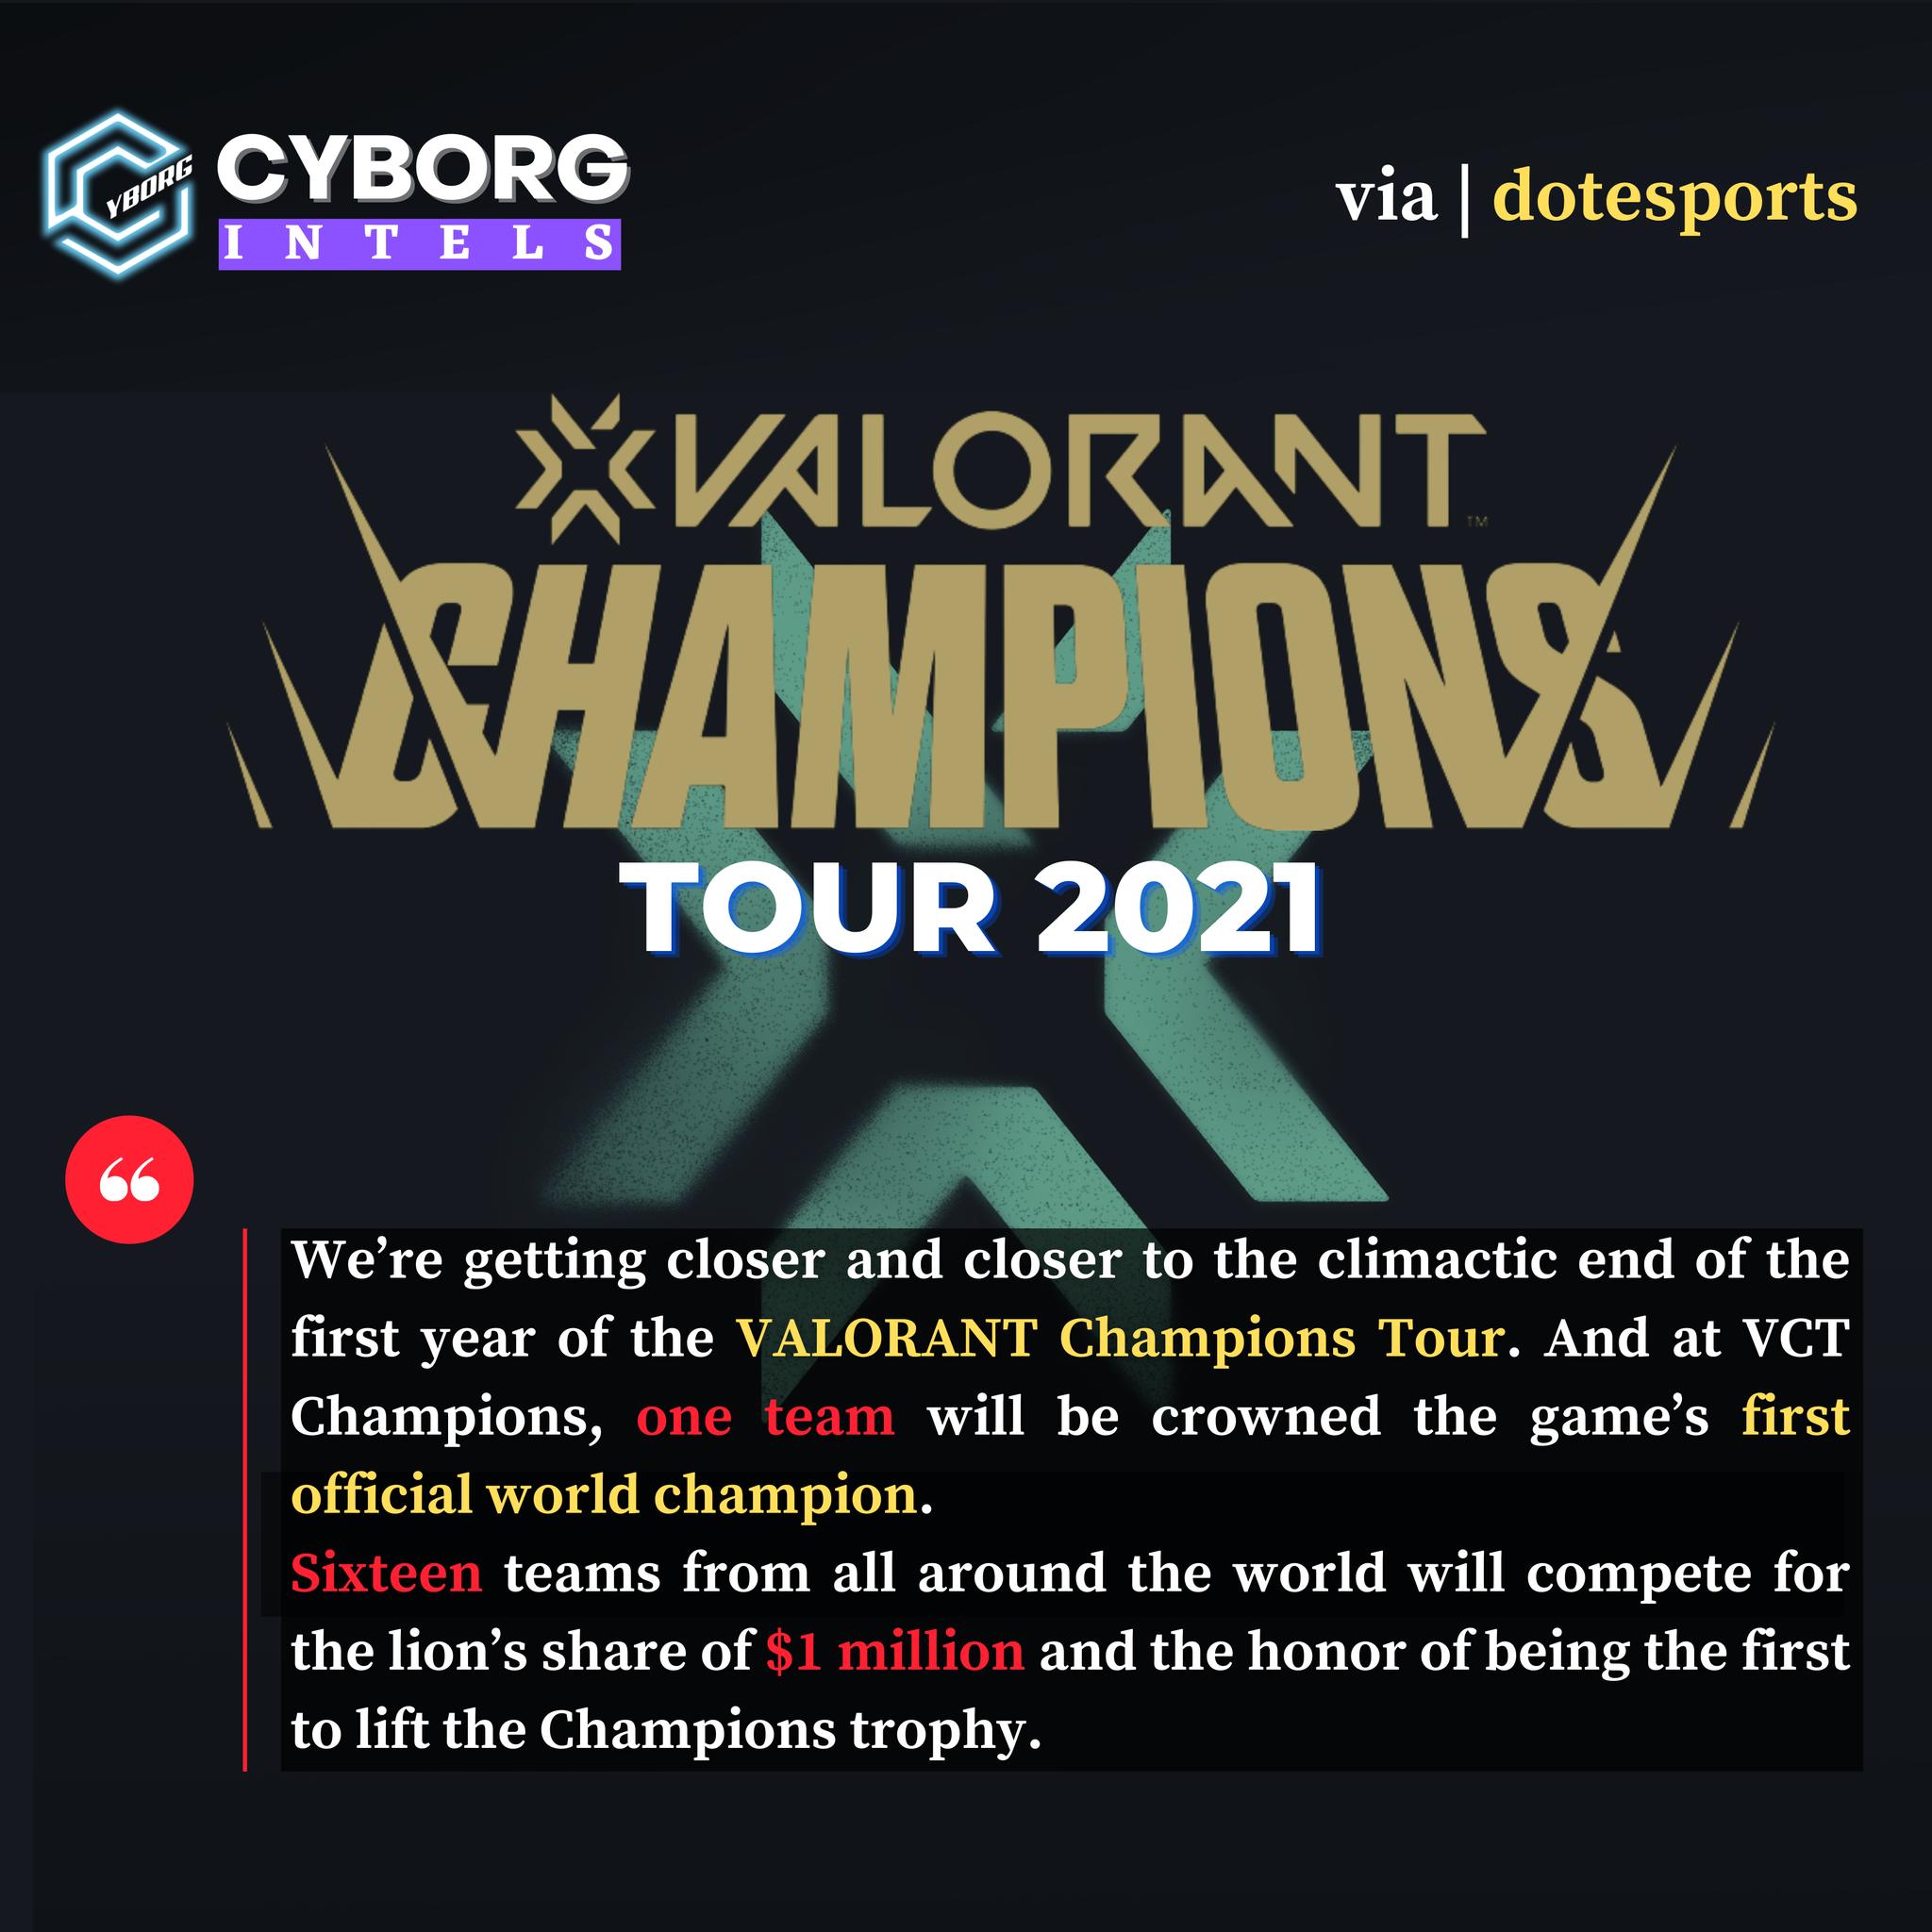 YBORG
CYBORG
INTELS
via | dotesports
VALORANT™
CHAMPIONS
TOUR 2021
“
We’re getting closer and closer to the climactic end of the
first year of the VALORANT Champions Tour. And at VCT
Champions, one team will be crowned the game’s first
official world champion.
Sixteen teams from all around the world will compete for
the lion’s share of $1 million and the honor of being the first
to lift the Champions trophy.